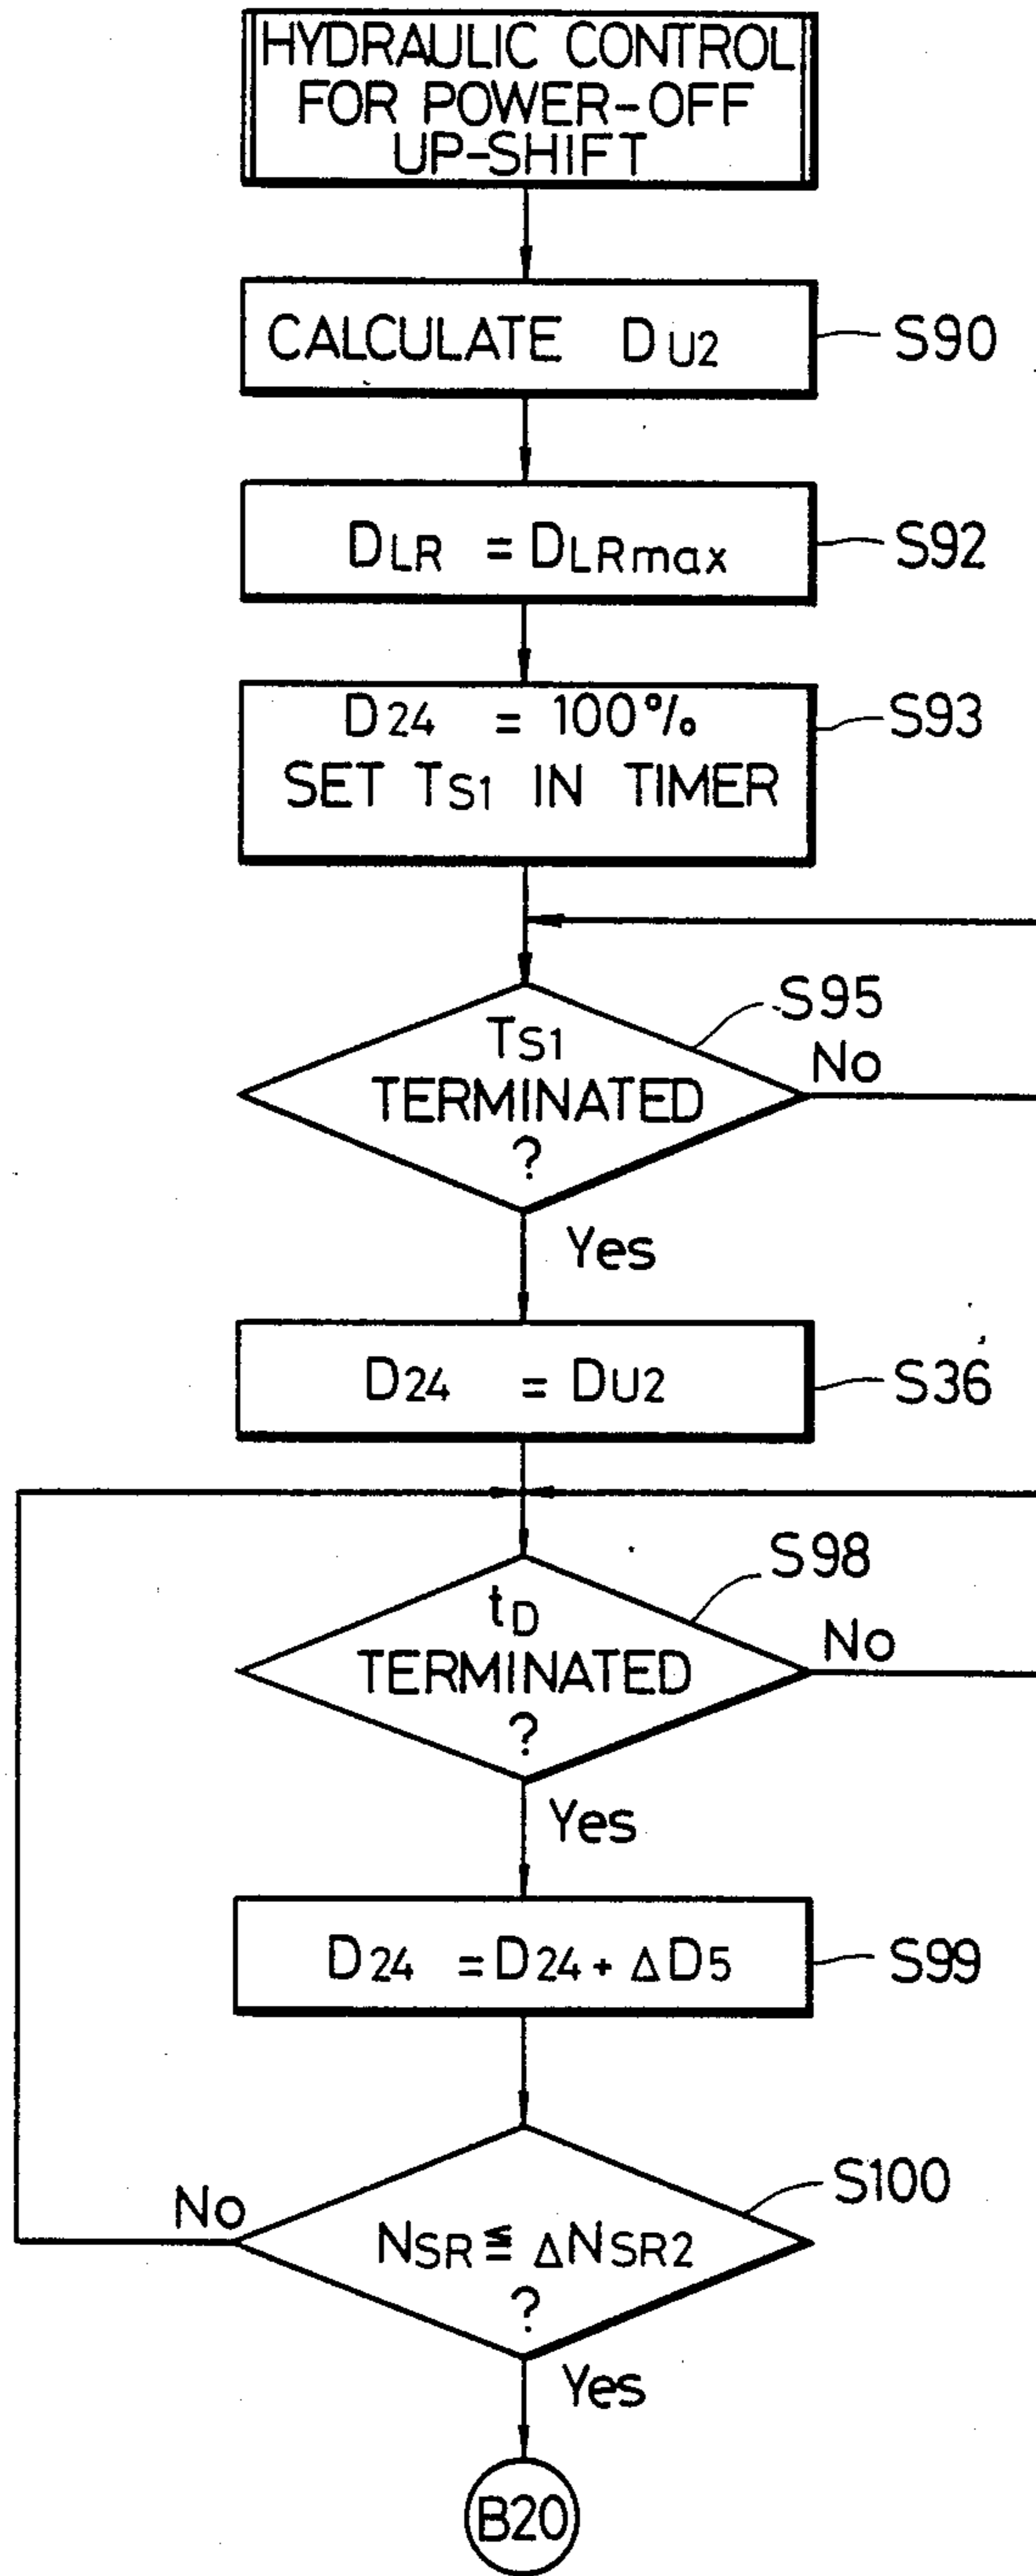 HYDRAULIC CONTROL
FOR POWER-OFF
UP-SHIFT
CALCULATE DU2
S90
DLR = DLRmax
S92
D24 = 100%
SET TS1 IN TIMER
S93
S95
TS1
TERMINATED
?
No
Yes
D24 = DU2
S36
S98
tD
TERMINATED
?
No
Yes
D24 = D24 + ΔD5
S99
S100
No
NSR ≦ ΔNSR2
?
Yes
B20